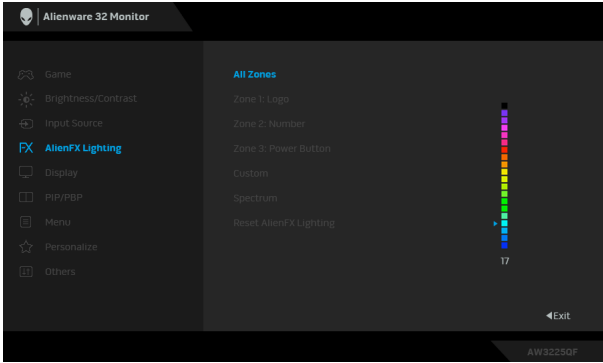 Alienware 32 Monitor
Game
Brightness/Contrast
Input Source
FX AlienFX Lighting
Display
PIP/PBP
Menu
Personalize
Others
All Zones
Zone 1: Logo
Zone 2: Number
Zone 3: Power Button
Custom
Spectrum
Reset AlienFX Lighting
17
Exit
AW3225QF